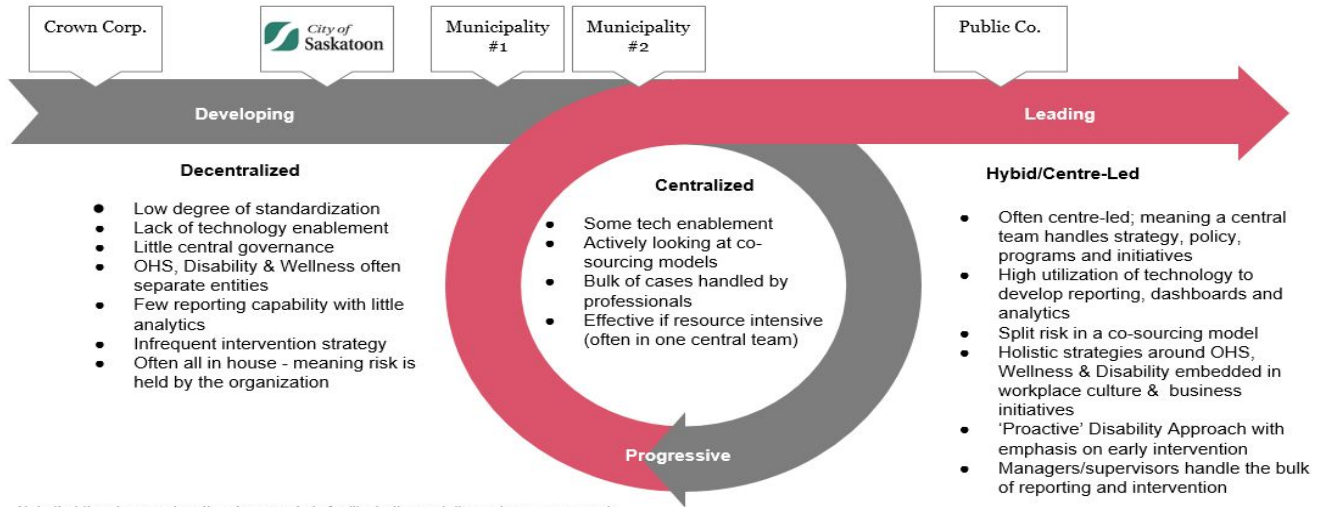 Crown Corp.
City of
Saskatoon
Municipality
#1
Municipality
#2
Public Co.
Developing
Leading
Decentralized
● Low degree of standardization
● Lack of technology enablement
● Little central governance
● OHS, Disability & Wellness often
separate entities
● Few reporting capability with little
analytics
● Infrequent intervention strategy
● Often all in house - meaning risk is
held by the organization
Centralized
● Some tech enablement
● Actively looking at co-
sourcing models
● Bulk of cases handled by
professionals
● Effective if resource intensive
(often in one central team)
Progressive
Hybid/Centre-Led
● Often centre-led; meaning a central
team handles strategy, policy,
programs and initiatives
● High utilization of technology to
develop reporting, dashboards and
analytics
● Split risk in a co-sourcing model
● Holistic strategies around OHS,
Wellness & Disability embedded in
workplace culture & business
initiatives
● ‘Proactive’ Disability Approach with
emphasis on early intervention
● Managers/supervisors handle the bulk
of reporting and intervention